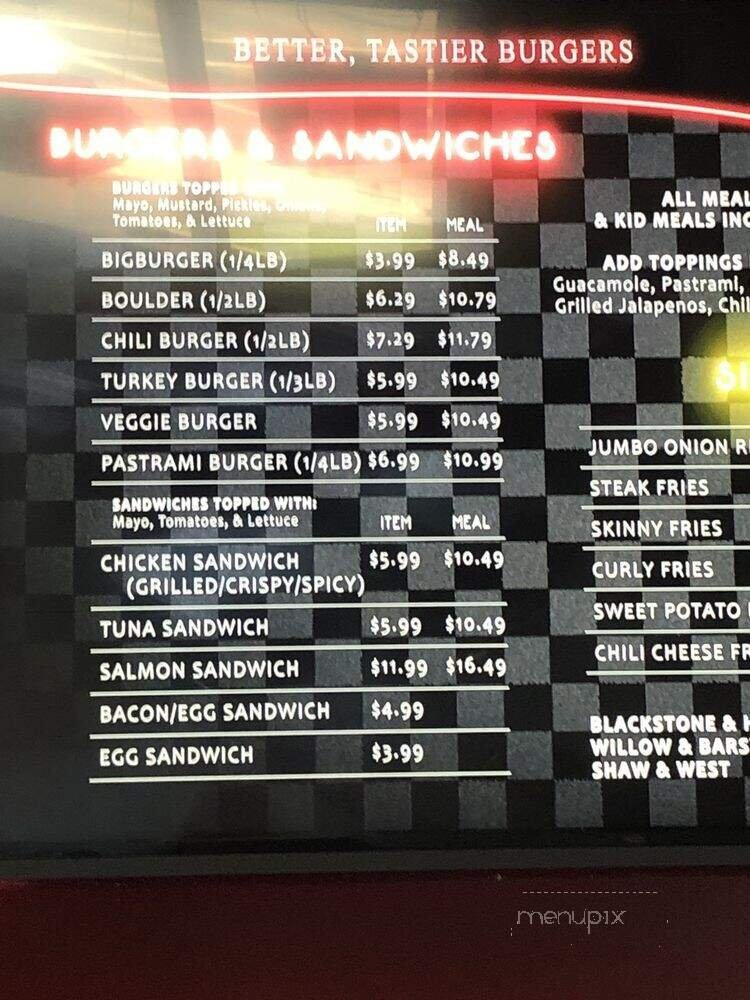 BETTER, TASTIER BURGERS
BURGERS & SANDWICHES
BURGERS TOPPED
Mayo, Mustard, Pickles, Onions,
Tomatoes, & Lettuce
ITEM MEAL
BIGBURGER (1/4LB) $3.99 $8.49
BOULDER (1/2LB) $6.29 $10.79
CHILI BURGER (1/2LB) $7.29 $11.79
TURKEY BURGER (1/3LB) $5.99 $10.49
VEGGIE BURGER $5.99 $10.49
PASTRAMI BURGER (1/4LB) $6.99 $10.99
SANDWICHES TOPPED WITH:
Mayo, Tomatoes, & Lettuce
ITEM MEAL
CHICKEN SANDWICH $5.99 $10.49
(GRILLED/CRISPY/SPICY)
TUNA SANDWICH $5.99 $10.49
SALMON SANDWICH $11.99 $16.49
BACON/EGG SANDWICH $4.99
EGG SANDWICH $3.99
ALL MEAL
& KID MEALS INC
ADD TOPPINGS
Guacamole, Pastrami,
Grilled Jalapenos, Chil
SI
JUMBO ONION R
STEAK FRIES
SKINNY FRIES
CURLY FRIES
SWEET POTATO
CHILI CHEESE FR
BLACKSTONE & H
WILLOW & BARS
SHAW & WEST
menupix